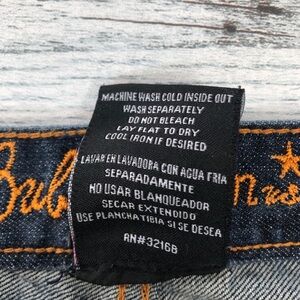 MACHINE WASH COLD INSIDE OUT
WASH SEPARATELY
DO NOT BLEACH
LAY FLAT TO DRY
COOL IRON IF DESIRED
LAVAR EN LAVADORA CON AGUA FRIA
SEPARADAMENTE
NO USAR BLANQUEADOR
SECAR EXTENDIDO
USE PLANCHA TIBIA SI SE DESEA
RN#32168